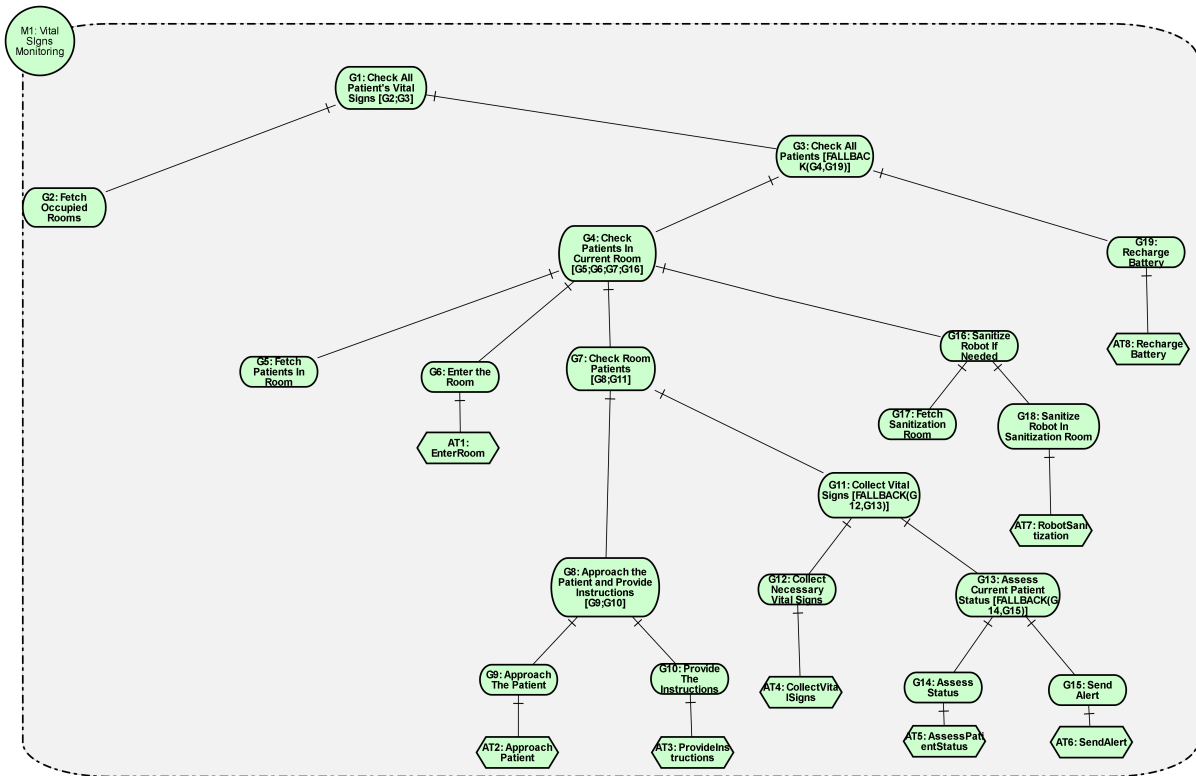 M1: Vital
SIgns
Monitoring
G1: Check All
Patient's Vital
Signs [G2;G3]
G3: Check All
Patients [FALLBAC
K(G4,G19)]
G2: Fetch
Occupied
Rooms
G4: Check
Patients In
Current Room
[G5;G6;G7;G16]
G19:
Recharge
Battery
G5: Fetch
Patients In
Room
G6: Enter the
Room
G7: Check Room
Patients
[G8;G11]
G16: Sanitize
Robot If
Needed
AT8: Recharge
Battery
AT1:
EnterRoom
G17: Fetch
Sanitization
Room
G18: Sanitize
Robot In
Sanitization Room
G11: Collect Vital
Signs [FALLBACK(G
12,G13)]
AT7: RobotSani
tization
G8: Approach the
Patient and Provide
Instructions
[G9;G10]
G12: Collect
Necessary
Vital Signs
G13: Assess
Current Patient
Status [FALLBACK(G
14,G15)]
G9: Approach
The Patient
G10: Provide
The
Instructions
AT4: CollectVita
lSigns
G14: Assess
Status
G15: Send
Alert
AT2: Approach
Patient
AT3: ProvideIns
tructions
AT5: AssessPati
entStatus
AT6: SendAlert